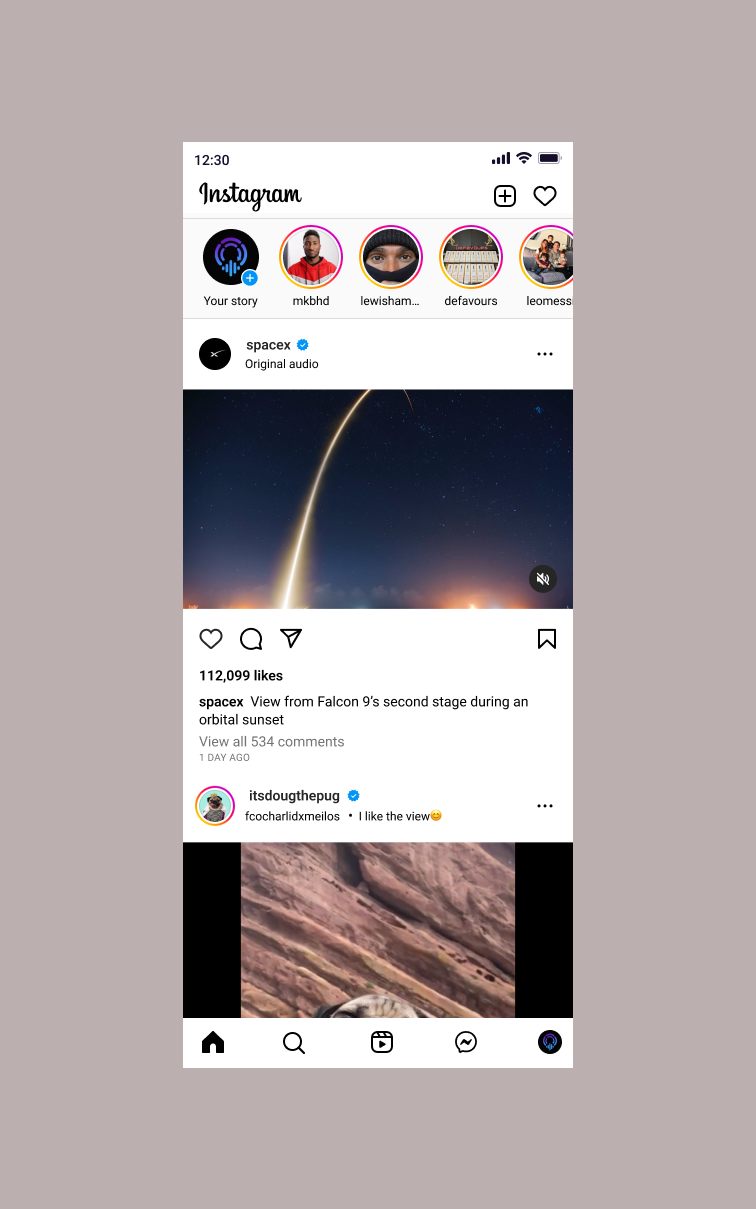 12:30
Instagram
Your story
mkbhd
lewisham...
defavours
leomessi
spacex
Original audio
112,099 likes
spacex View from Falcon 9's second stage during an
orbital sunset
View all 534 comments
1 DAY AGO
itsdougthepug
fcocharlidxmeilos • I like the view😊